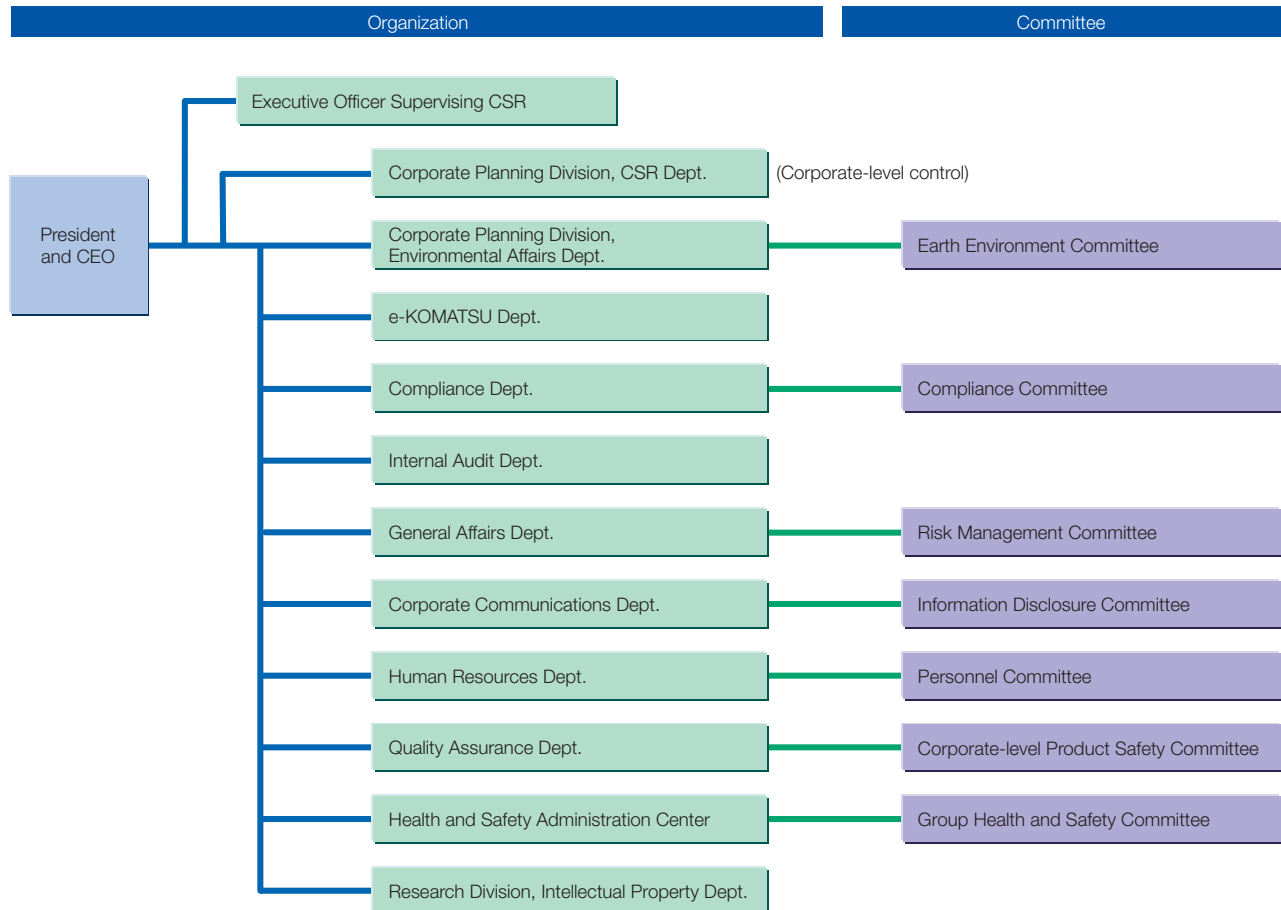 Organization
Committee
Executive Officer Supervising CSR
Corporate Planning Division, CSR Dept.
(Corporate-level control)
President
and CEO
Corporate Planning Division,
Environmental Affairs Dept.
Earth Environment Committee
e-KOMATSU Dept.
Compliance Dept.
Compliance Committee
Internal Audit Dept.
General Affairs Dept.
Risk Management Committee
Corporate Communications Dept.
Information Disclosure Committee
Human Resources Dept.
Personnel Committee
Quality Assurance Dept.
Corporate-level Product Safety Committee
Health and Safety Administration Center
Group Health and Safety Committee
Research Division, Intellectual Property Dept.